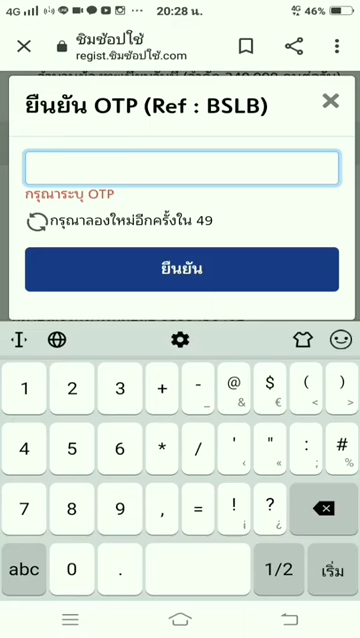 4G 20:28 น. 4G 46%
ชิมช้อปใช้
regist.ชิมช้อปใช้.com
ยืนยัน OTP (Ref : BSLB)
กรุณาระบุ OTP
กรุณาลองใหม่อีกครั้งใน 49
ยืนยัน
1 2 3 + - _ @ & $ € ( < ) >
4 5 6 * / ' ‹ " « : ; # %
7 8 9 , = ! ¡ ? ¿
abc 0 . 1/2 เริ่ม